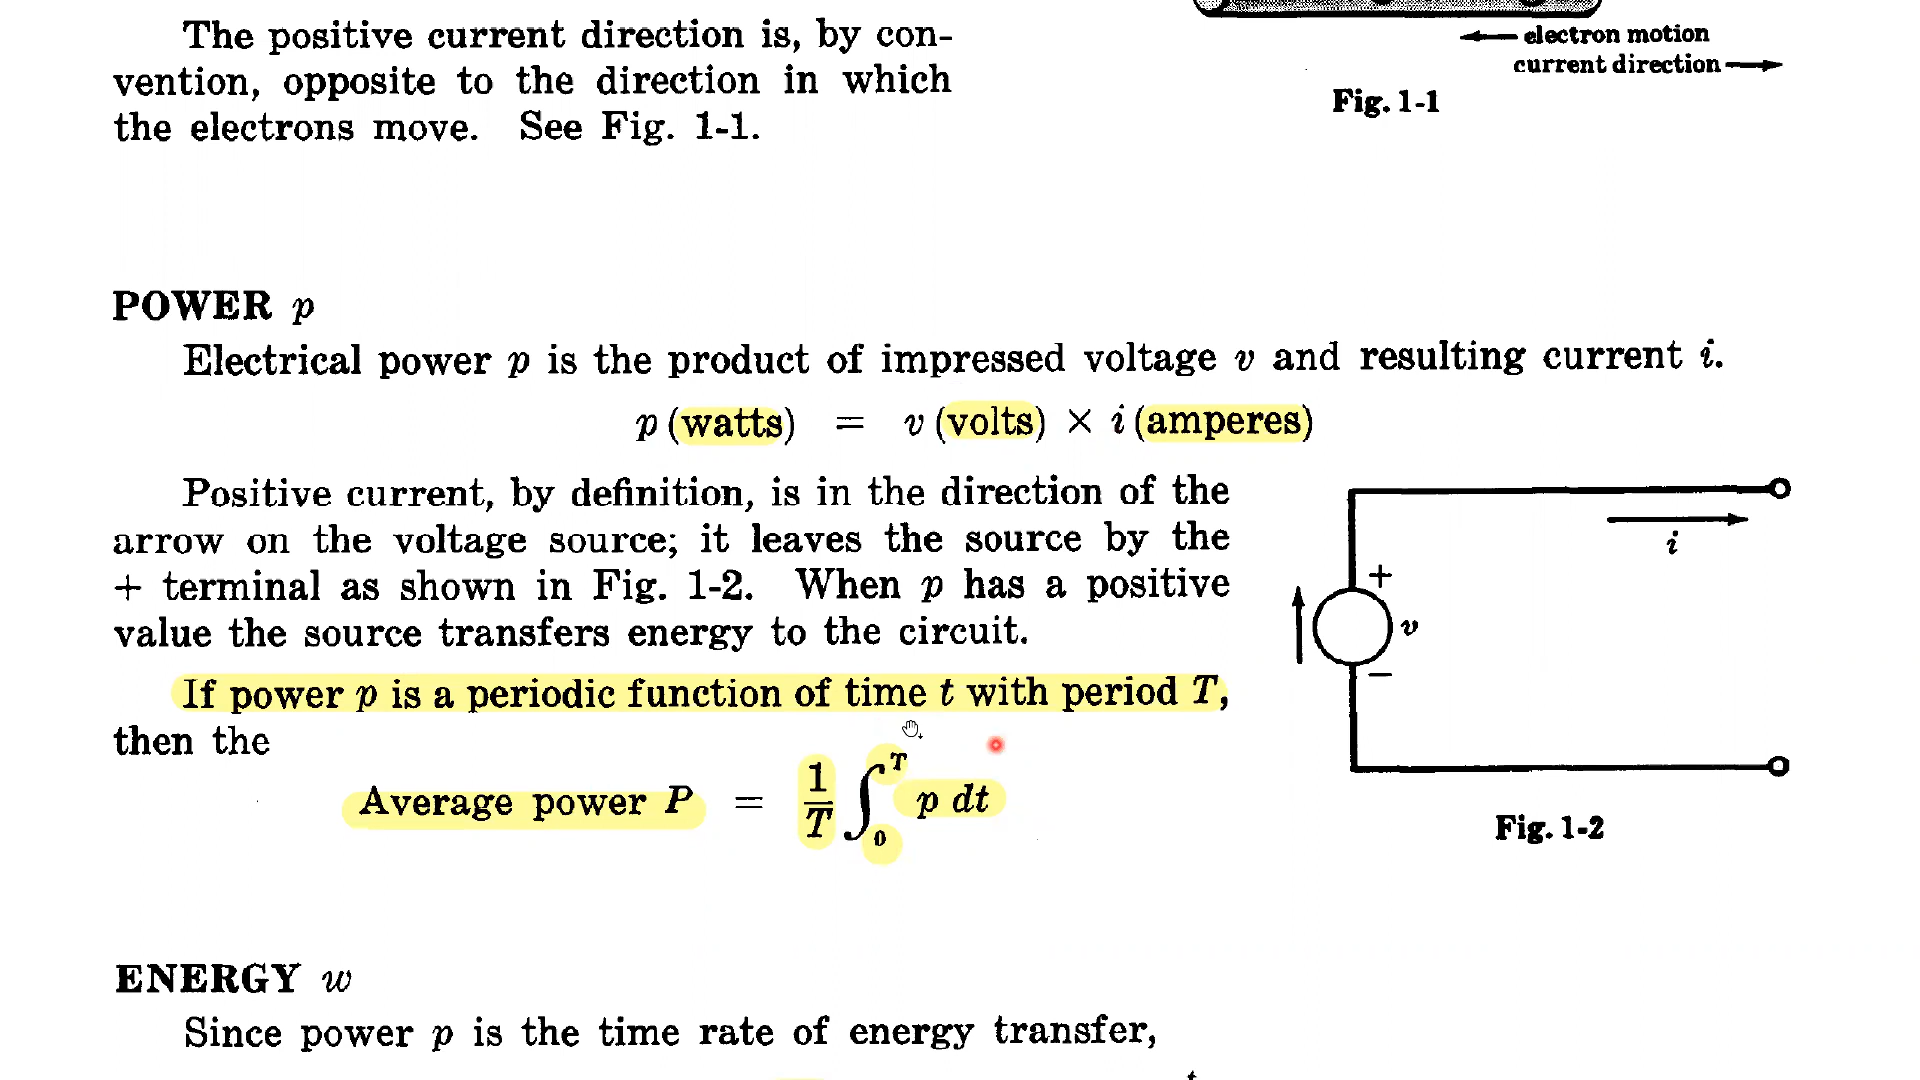 The positive current direction is, by con-
vention, opposite to the direction in which
the electrons move. See Fig. 1-1.
electron motion
current direction
Fig. 1-1
POWER p
Electrical power p is the product of impressed voltage v and resulting current i.
p (watts) = v (volts) × i (amperes)
Positive current, by definition, is in the direction of the
arrow on the voltage source; it leaves the source by the
+ terminal as shown in Fig. 1-2. When p has a positive
value the source transfers energy to the circuit.
i
+
v
−
Fig. 1-2
If power p is a periodic function of time t with period T,
then the
Average power P = 1/T ∫₀ᵀ p dt
ENERGY w
Since power p is the time rate of energy transfer,
t